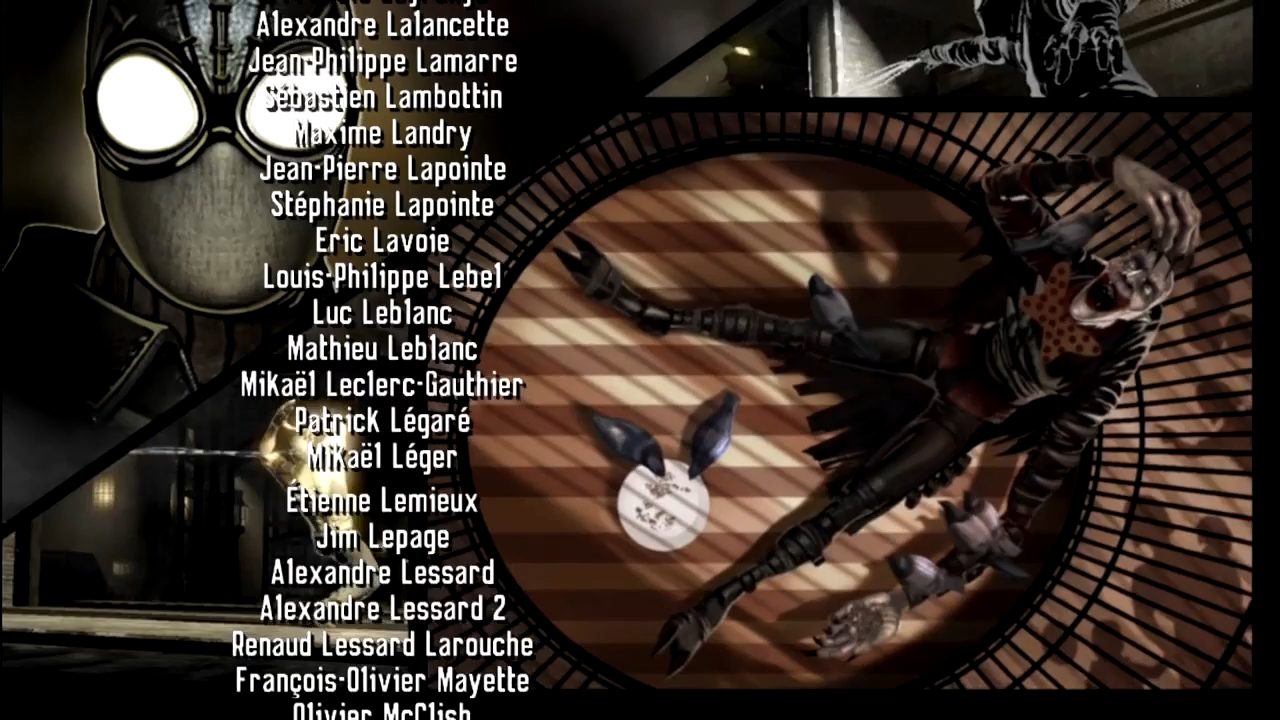 Alexandre Lalancette
Jean-Philippe Lamarre
Sébastien Lambottin
Maxime Landry
Jean-Pierre Lapointe
Stéphanie Lapointe
Eric Lavoie
Louis-Philippe Lebel
Luc Leblanc
Mathieu Leblanc
Mikaël Leclerc-Gauthier
Patrick Légaré
Mikaël Léger
Étienne Lemieux
Jim Lepage
Alexandre Lessard
Alexandre Lessard 2
Renaud Lessard Larouche
François-Olivier Mayette
Olivier McClish